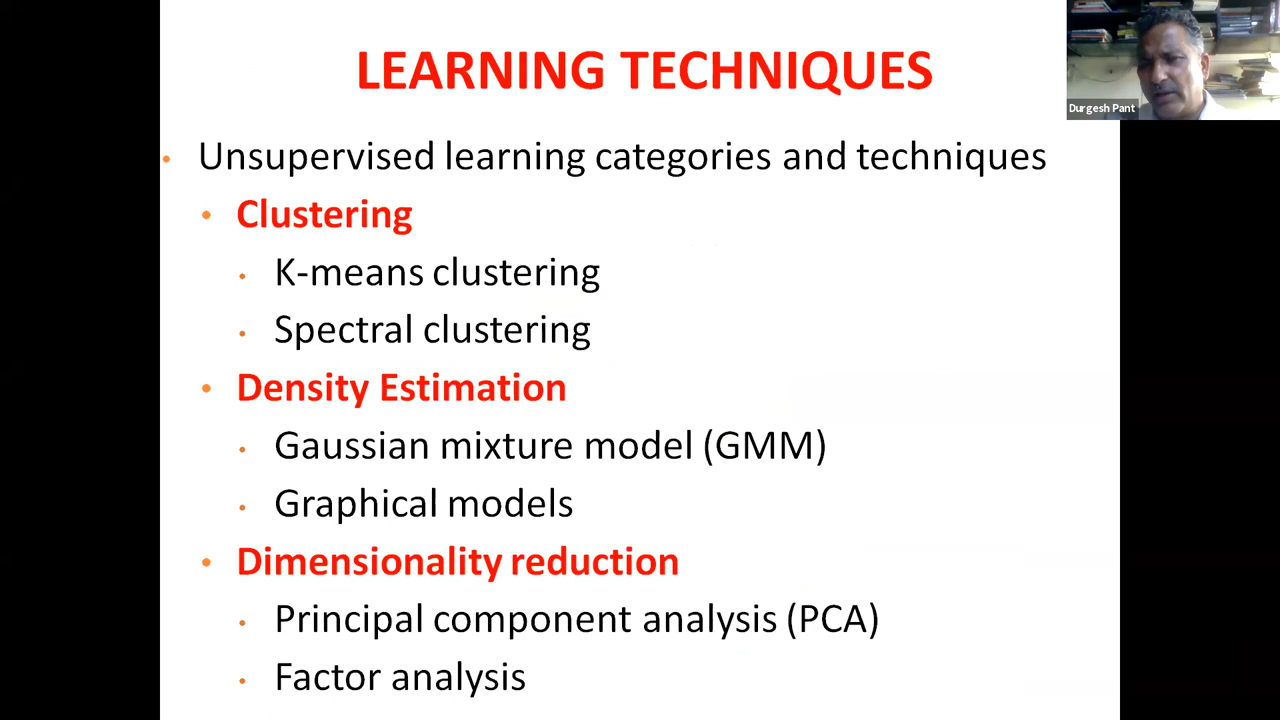 LEARNING TECHNIQUES
Durgesh Pant
• Unsupervised learning categories and techniques
• Clustering
• K-means clustering
• Spectral clustering
• Density Estimation
• Gaussian mixture model (GMM)
• Graphical models
• Dimensionality reduction
• Principal component analysis (PCA)
• Factor analysis